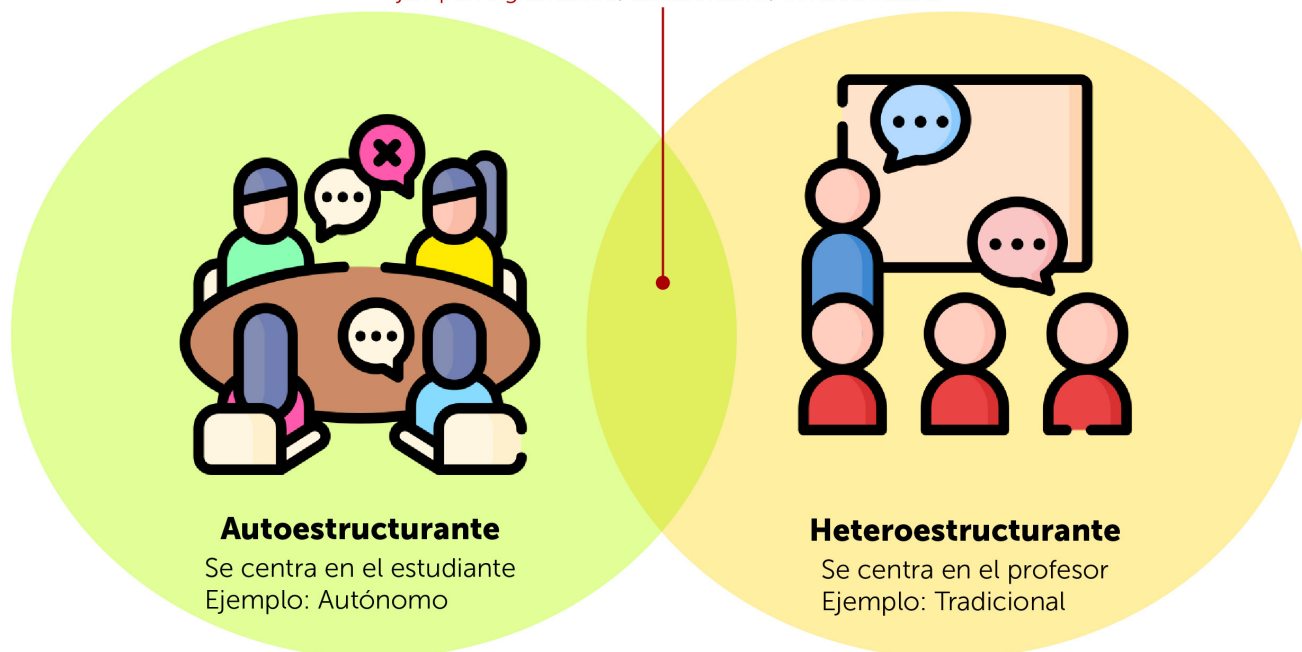 Autoestructurante
Se centra en el estudiante
Ejemplo: Autónomo
Heteroestructurante
Se centra en el profesor
Ejemplo: Tradicional